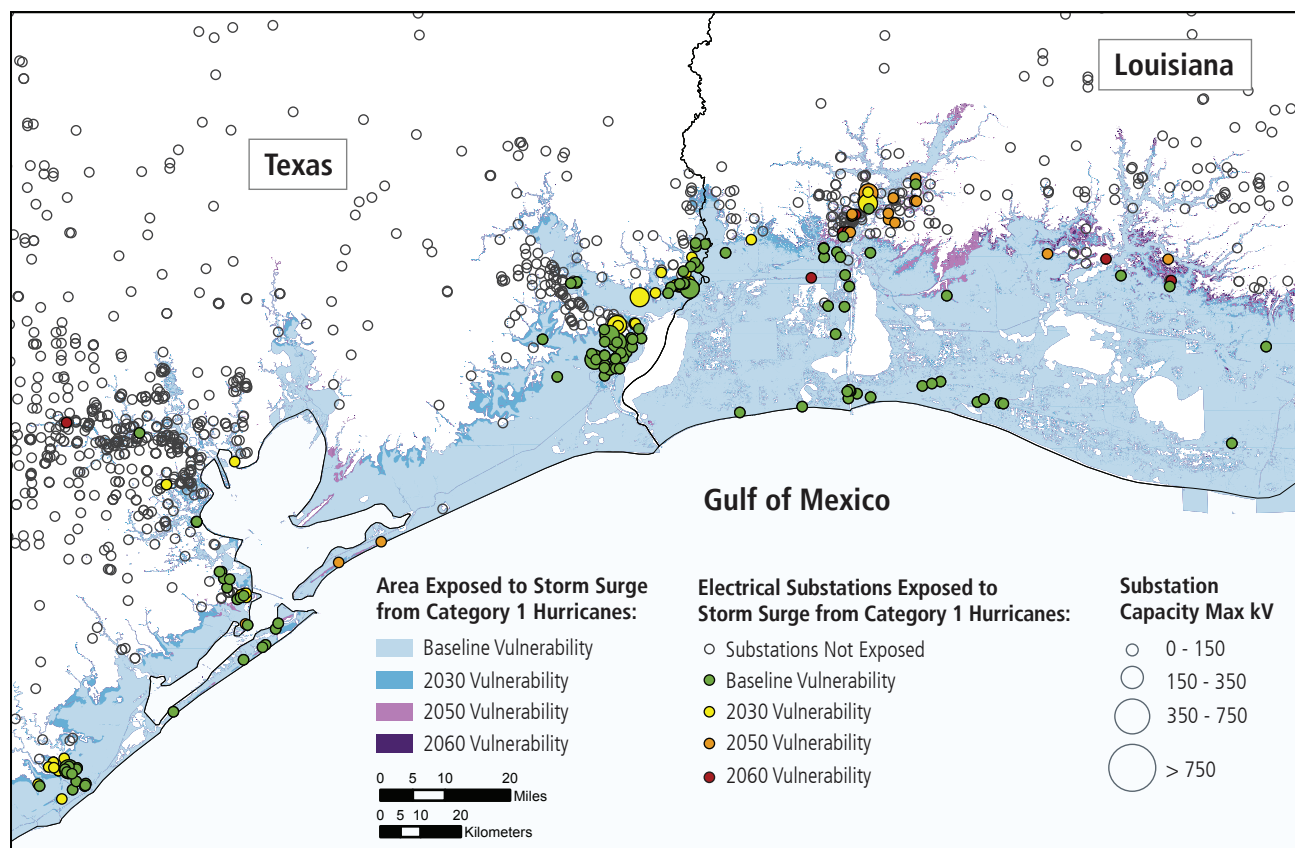 Louisiana
Texas
Gulf of Mexico
Area Exposed to Storm Surge
from Category 1 Hurricanes:
Baseline Vulnerability
2030 Vulnerability
2050 Vulnerability
2060 Vulnerability
0 5 10 20
Miles
0 5 10 20
Kilometers
Electrical Substations Exposed to
Storm Surge from Category 1 Hurricanes:
Substations Not Exposed
Baseline Vulnerability
2030 Vulnerability
2050 Vulnerability
2060 Vulnerability
Substation
Capacity Max kV
0 - 150
150 - 350
350 - 750
> 750